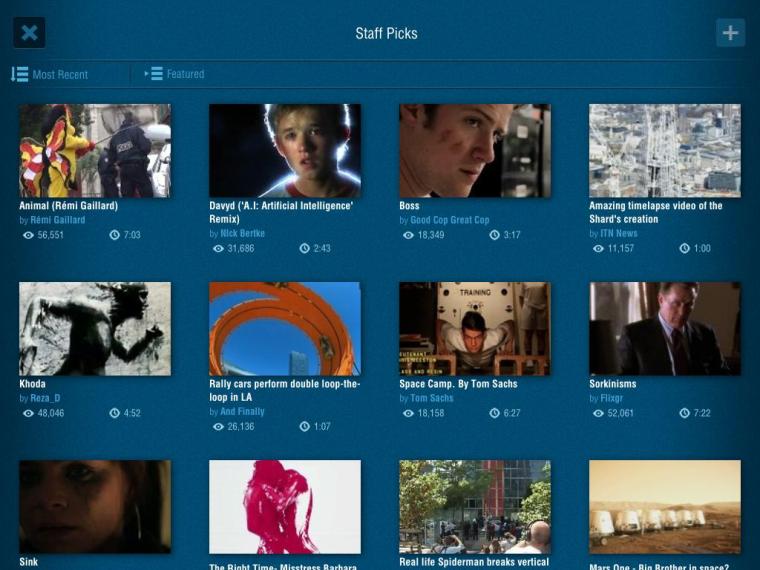 Staff Picks
Most Recent
Featured
Animal (Rémi Gaillard)
by Rémi Gaillard
56,551 7:03
Davyd ('A.I: Artificial Intelligence'
Remix)
by Nick Bertke
31,686 2:43
Boss
by Good Cop Great Cop
18,349 3:17
Amazing timelapse video of the
Shard's creation
by ITN News
11,157 1:00
Khoda
by Reza_D
48,046 4:52
Rally cars perform double loop-the-
loop in LA
by And Finally
26,136 1:07
TRAINING
Space Camp. By Tom Sachs
by Tom Sachs
18,158 6:27
Sorkinisms
by Flixgr
52,061 7:22
Sink
The Right Time- Misstress Barbara
Real life Spiderman breaks vertical
Mars One - Big Brother in space?